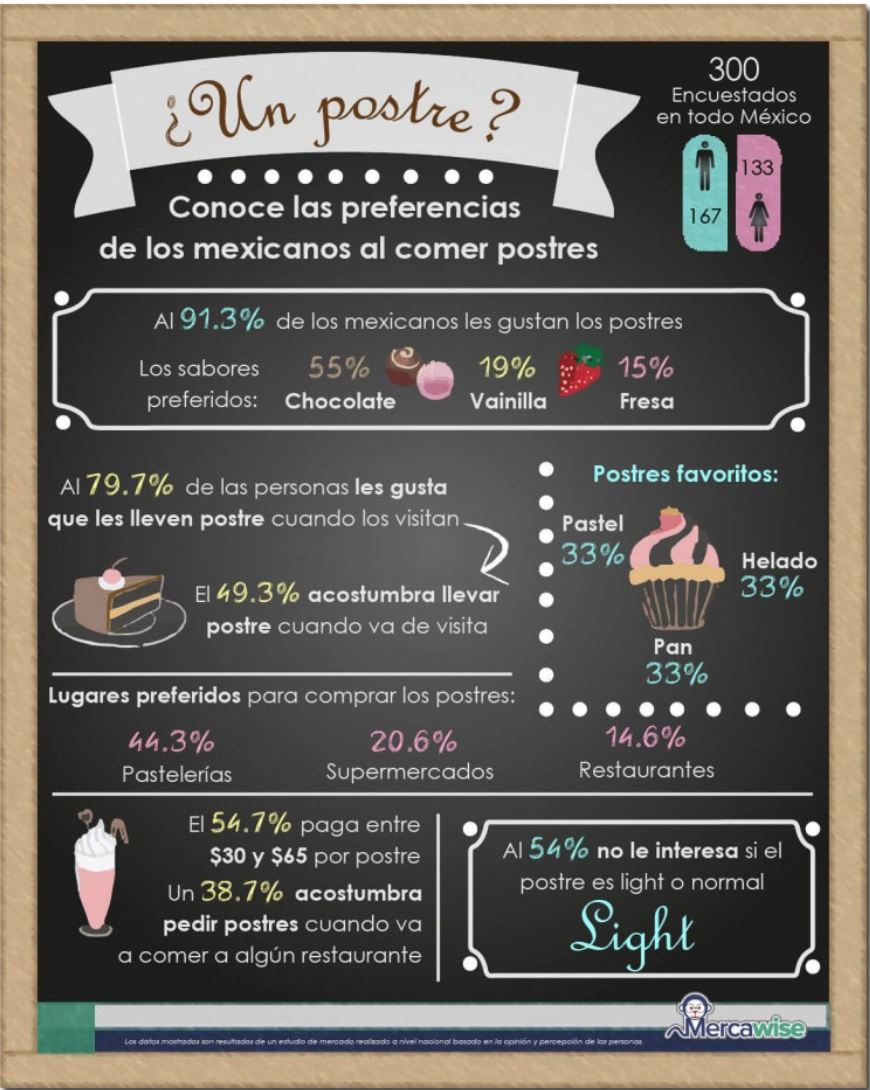 ¿Un postre?
300
Encuestados
en todo México
133
167
Conoce las preferencias
de los mexicanos al comer postres
Al 91.3% de los mexicanos les gustan los postres
Los sabores
preferidos:
55%
Chocolate
19%
Vainilla
15%
Fresa
Al 79.7% de las personas les gusta
que les lleven postre cuando los visitan
El 49.3% acostumbra llevar
postre cuando va de visita
Postres favoritos:
Pastel
33%
Helado
33%
Pan
33%
Lugares preferidos para comprar los postres:
44.3%
Pastelerías
20.6%
Supermercados
14.6%
Restaurantes
El 54.7% paga entre
$30 y $65 por postre
Un 38.7% acostumbra
pedir postres cuando va
a comer a algún restaurante
Al 54% no le interesa si el
postre es light o normal
Light
Mercawise
Los datos mostrados son resultados de un estudio de mercado realizado a nivel nacional basado en la opinión y percepción de las personas.